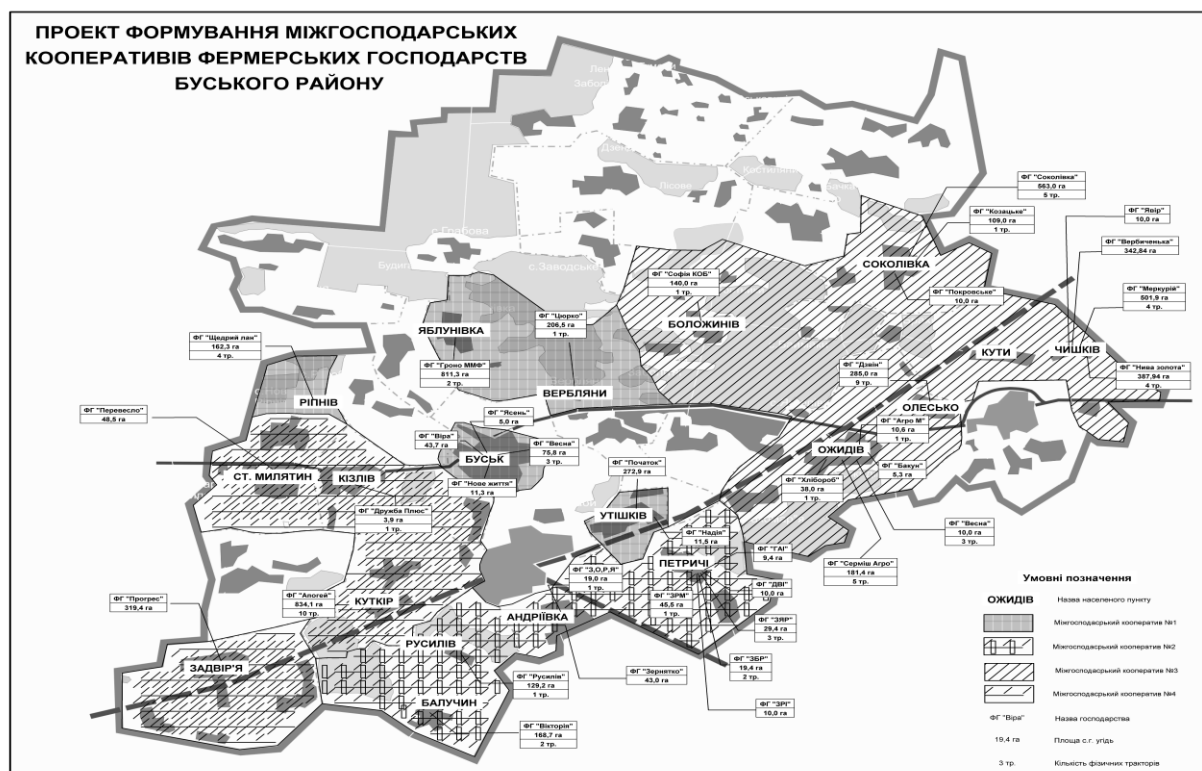 ПРОЕКТ ФОРМУВАННЯ МІЖГОСПОДАРСЬКИХ
КООПЕРАТИВІВ ФЕРМЕРСЬКИХ ГОСПОДАРСТВ
БУСЬКОГО РАЙОНУ
Лісове
с.Грабова
с.Заводське
ФГ "Соколівка"
563,0 га
5 тр.
ФГ "Козацьке"
109,0 га
1 тр.
ФГ "Явір"
10,0 га
ФГ "Вербиченька"
342,84 га
СОКОЛІВКА
ФГ "Софія КОБ"
140,0 га
1 тр.
ФГ "Покровське"
10,0 га
ФГ "Меркурій"
501,9 га
4 тр.
ФГ "Цюрко"
206,5 га
1 тр.
ЯБЛУНІВКА
БОЛОЖИНІВ
ФГ "Щедрий лан"
162,3 га
4 тр.
КУТИ
ЧИШКІВ
ФГ "Гроно ММФ"
811,3 га
2 тр.
ФГ "Дзвін"
285,0 га
9 тр.
ФГ "Нива золота"
387,94 га
4 тр.
ВЕРБЛЯНИ
РІПНІВ
ОЛЕСЬКО
ФГ "Перевесло"
48,5 га
ФГ "Ясень"
5,0 га
ФГ "Агро М"
10,6 га
1 тр.
ФГ "Віра"
43,7 га
ФГ "Весна"
75,8 га
3 тр.
БУСЬК
ОЖИДІВ
ФГ "Початок"
272,9 га
ФГ "Бакун"
5,3 га
СТ. МИЛЯТИН
КІЗЛІВ
ФГ "Нове життя"
11,3 га
ФГ "Хлібороб"
38,0 га
1 тр.
ФГ "Дружба Плюс"
3,9 га
1 тр.
УТІШКІВ
ФГ "Надія"
11,5 га
ФГ "Весна"
10,0 га
3 тр.
ФГ "ГАІ"
9,4 га
ФГ "Серміш Агро"
181,4 га
5 тр.
ПЕТРИЧІ
ФГ "З,О,Р,Я"
19,0 га
1 тр.
ФГ "ДВІ"
10,0 га
ФГ "Прогрес"
319,4 га
ФГ "Апогей"
834,1 га
10 тр.
КУТКІР
ФГ "ЗРМ"
45,5 га
1 тр.
АНДРІЇВКА
ФГ "ЗЯР"
29,4 га
3 тр.
РУСИЛІВ
ЗАДВІР'Я
ФГ "ЗБР"
19,4 га
2 тр.
ФГ "Русилів"
129,2 га
1 тр.
ФГ "Зернятко"
43,0 га
БАЛУЧИН
ФГ "ЗРІ"
10,0 га
ФГ "Вікторія"
168,7 га
2 тр.
Умовні позначення
ОЖИДІВ Назва населеного пункту
Міжгосподасрький кооператив №1
Міжгосподасрький кооператив №2
Міжгосподасрький кооператив №3
Міжгосподасрький кооператив №4
ФГ "Віра" Назва господарства
19,4 га Площа с.г. угідь
3 тр. Кількість фізичних тракторів